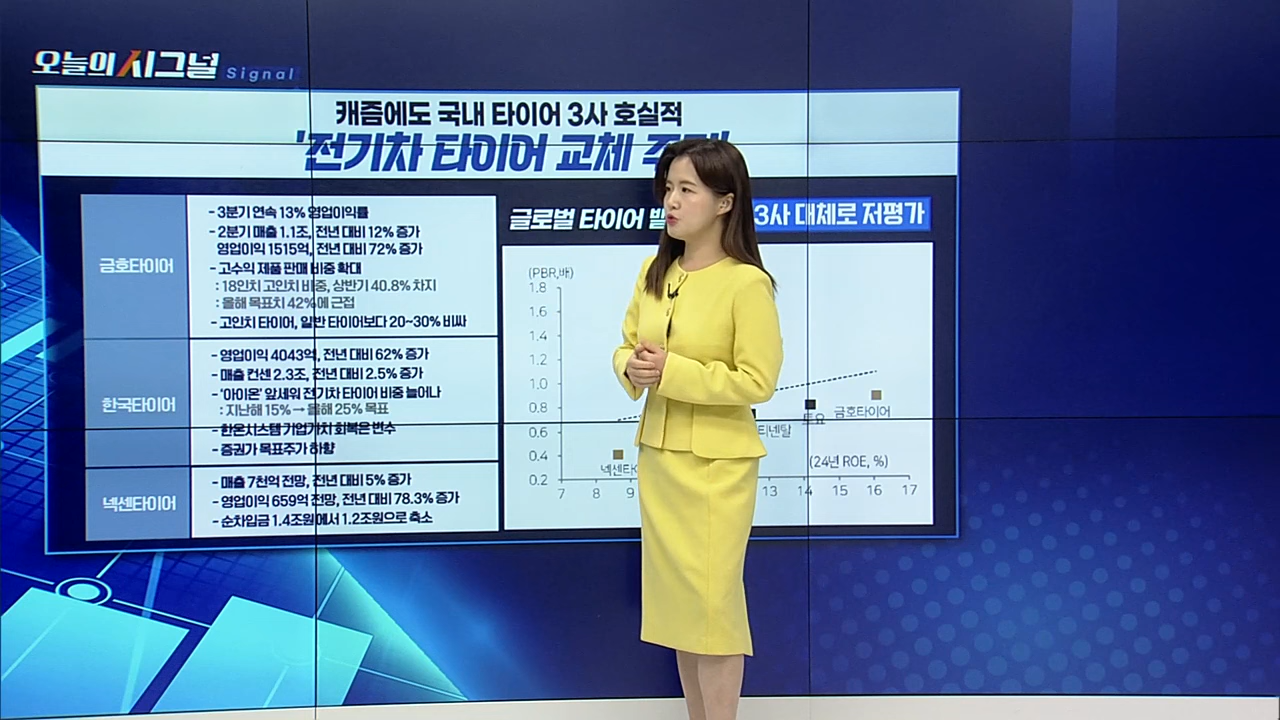 오늘의 시그널 Signal
캐즘에도 국내 타이어 3사 호실적
'전기차 타이어 교체
금호타이어
- 3분기 연속 13% 영업이익률
- 2분기 매출 1.1조, 전년 대비 12% 증가
영업이익 1515억, 전년 대비 72% 증가
- 고수익 제품 판매 비중 확대
: 18인치 고인치 비중, 상반기 40.8% 차지
: 올해 목표치 42%에 근접
- 고인치 타이어, 일반 타이어보다 20~30% 비싸
한국타이어
- 영업이익 4043억, 전년 대비 62% 증가
- 매출 컨센 2.3조, 전년 대비 2.5% 증가
- '아이온' 앞세워 전기차 타이어 비중 늘어나
: 지난해 15% → 올해 25% 목표
- 한온시스템 기업가치 회복은 변수
- 증권가 목표주가 하향
넥센타이어
- 매출 7천억 전망, 전년 대비 5% 증가
- 영업이익 659억 전망, 전년 대비 78.3% 증가
- 순차입금 1.4조원에서 1.2조원으로 축소
글로벌 타이어 3사 대체로 저평가
(PBR,배)
1.8
1.6
1.4
1.2
1.0
0.8
0.6
0.4
0.2
토요
금호타이어
티넨탈
넥센타
(24년 ROE, %)
7 8 9 13 14 15 16 17